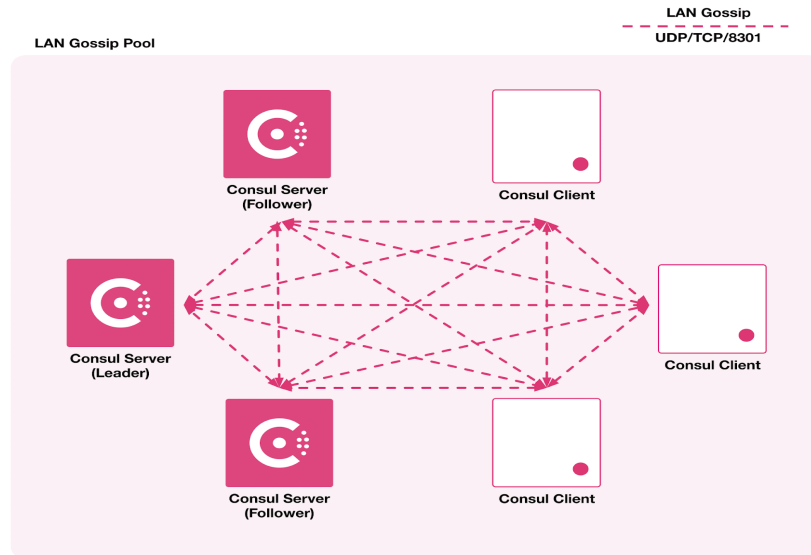 LAN Gossip
UDP/TCP/8301
LAN Gossip Pool
Consul Server
(Follower)
Consul Client
Consul Server
(Leader)
Consul Client
Consul Server
(Follower)
Consul Client